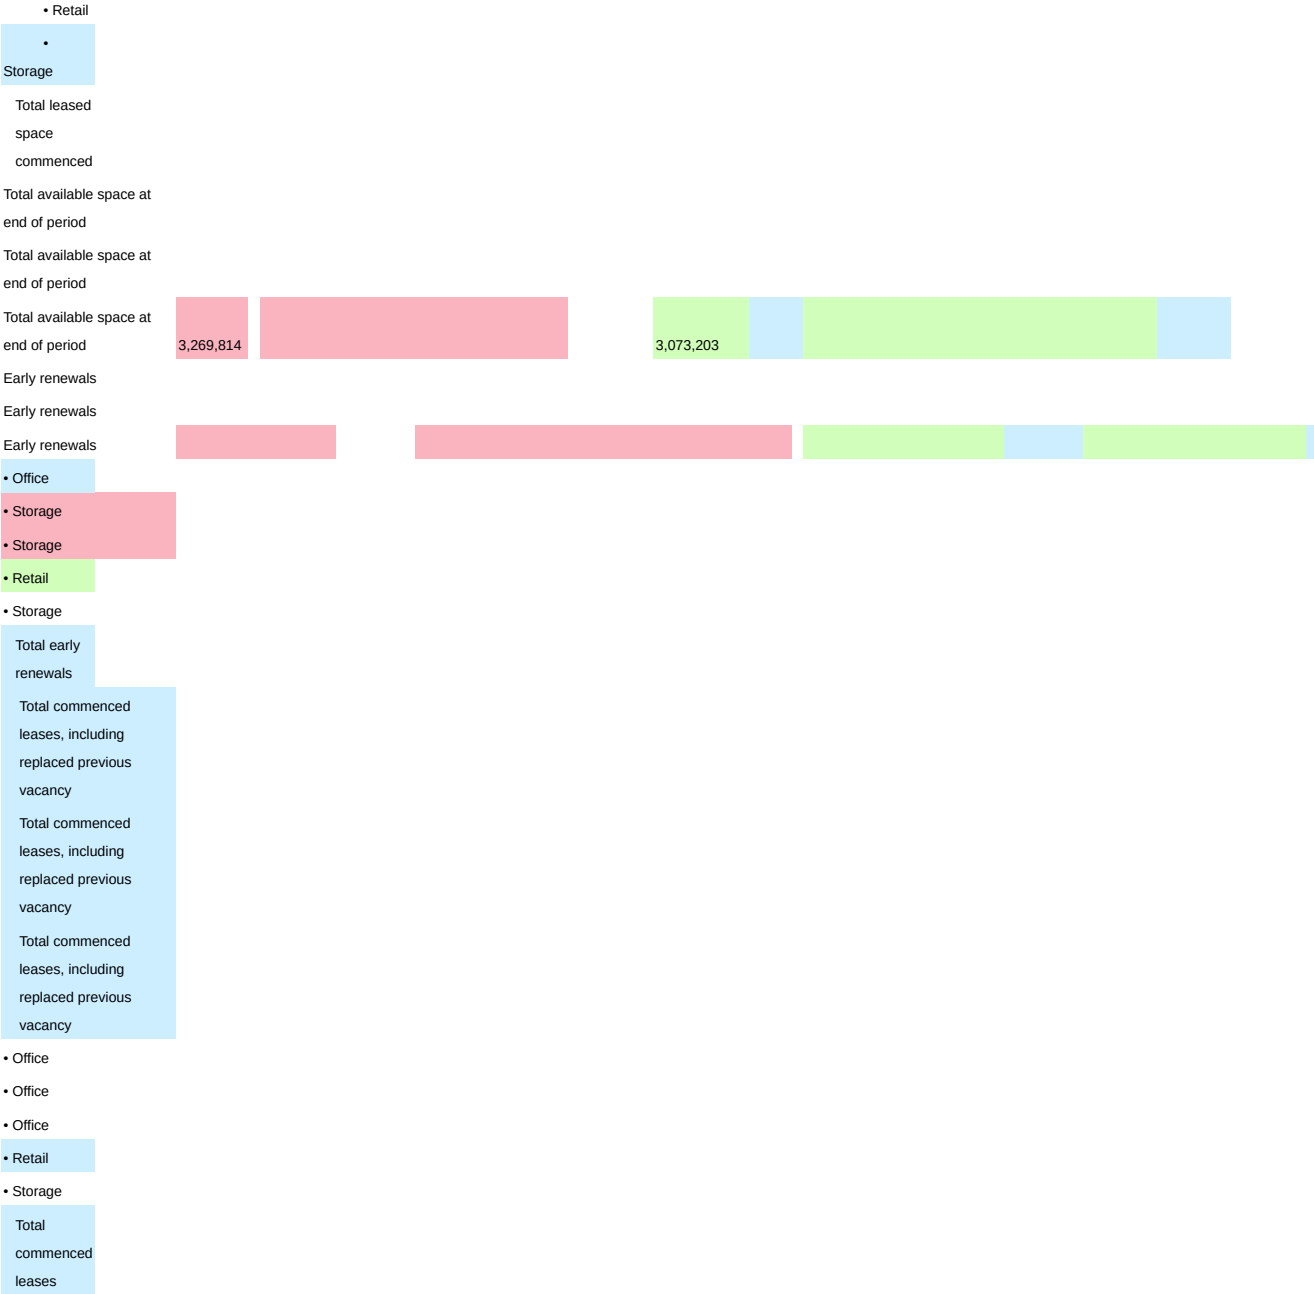 • Retail
•
Storage
Total leased
space
commenced
Total available space at
end of period
Total available space at
end of period
Total available space at
end of period 3,269,814 3,073,203
Early renewals
Early renewals
Early renewals
• Office
• Storage
• Storage
• Retail
• Storage
Total early
renewals
Total commenced
leases, including
replaced previous
vacancy
Total commenced
leases, including
replaced previous
vacancy
Total commenced
leases, including
replaced previous
vacancy
• Office
• Office
• Office
• Retail
• Storage
Total
commenced
leases